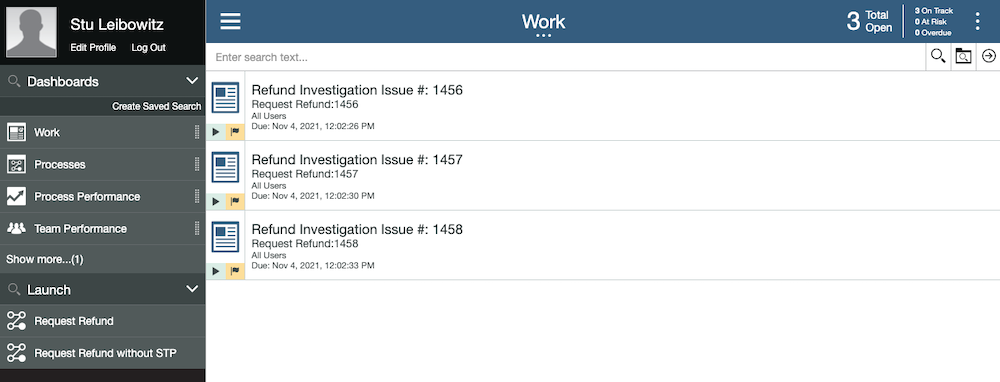 Stu Leibowitz
Edit Profile Log Out
Dashboards
Create Saved Search
Work
Processes
Process Performance
Team Performance
Show more...(1)
Launch
Request Refund
Request Refund without STP
Work
3 Total Open
3 On Track
0 At Risk
0 Overdue
Enter search text...
Refund Investigation Issue #: 1456
Request Refund:1456
All Users
Due: Nov 4, 2021, 12:02:26 PM
Refund Investigation Issue #: 1457
Request Refund:1457
All Users
Due: Nov 4, 2021, 12:02:30 PM
Refund Investigation Issue #: 1458
Request Refund:1458
All Users
Due: Nov 4, 2021, 12:02:33 PM